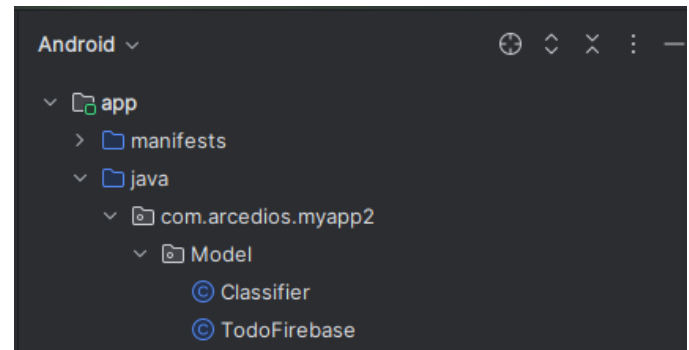 Android
app
manifests
java
com.arcedios.myapp2
Model
Classifier
TodoFirebase